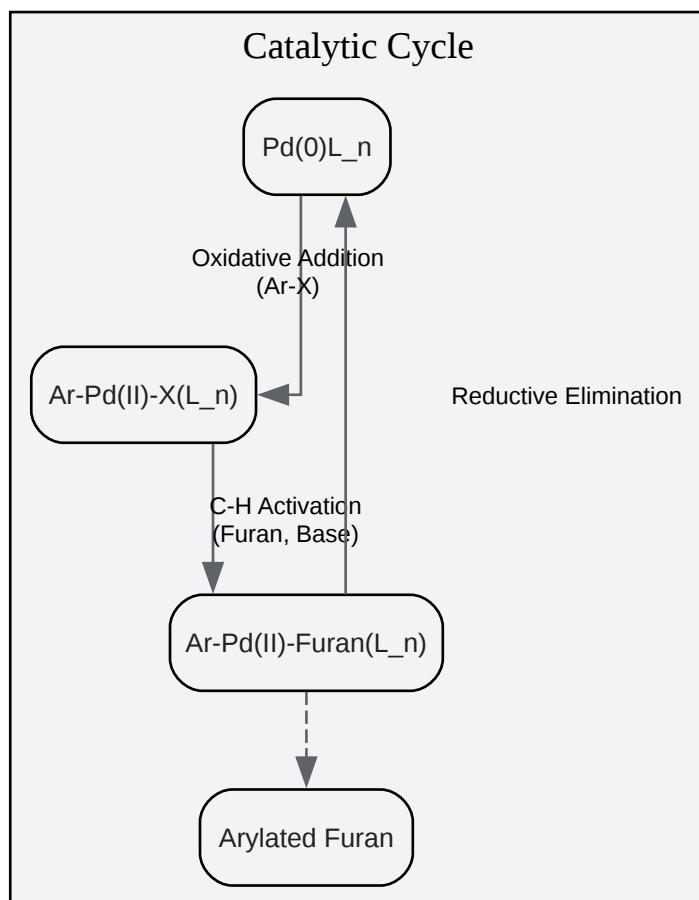 Catalytic Cycle
Pd(0)L_n
Oxidative Addition
(Ar-X)
Ar-Pd(II)-X(L_n)
Reductive Elimination
C-H Activation
(Furan, Base)
Ar-Pd(II)-Furan(L_n)
Arylated Furan